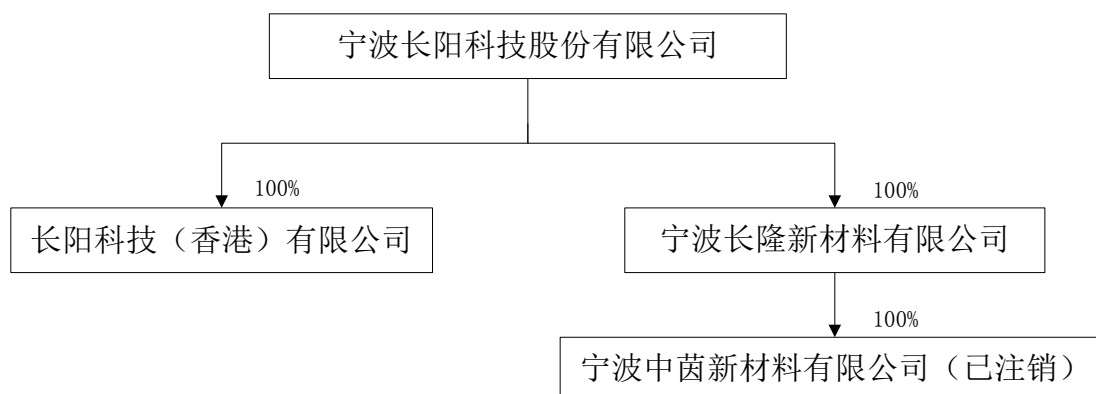 宁波长阳科技股份有限公司
100%
100%
长阳科技（香港）有限公司
宁波长隆新材料有限公司
100%
宁波中茵新材料有限公司（已注销）